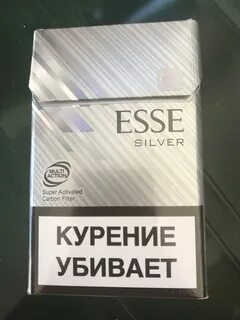 ESSE
SILVER
MULTI
ACTION
Super Activated
Carbon Filter
КУРЕНИЕ
УБИВАЕТ